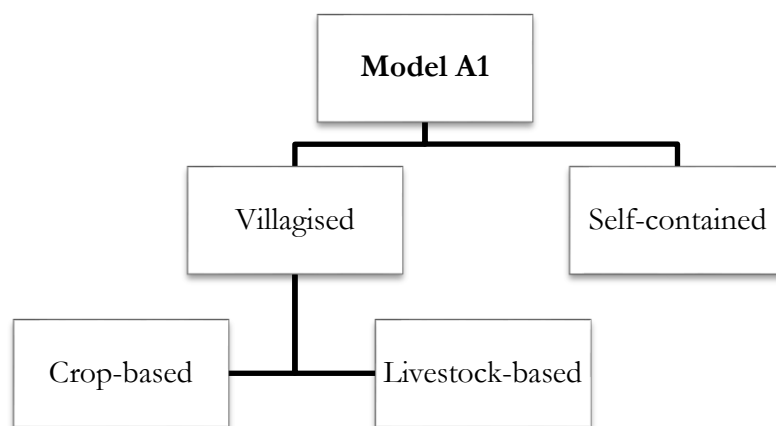 Model A1
Villagised
Self-contained
Crop-based
Livestock-based